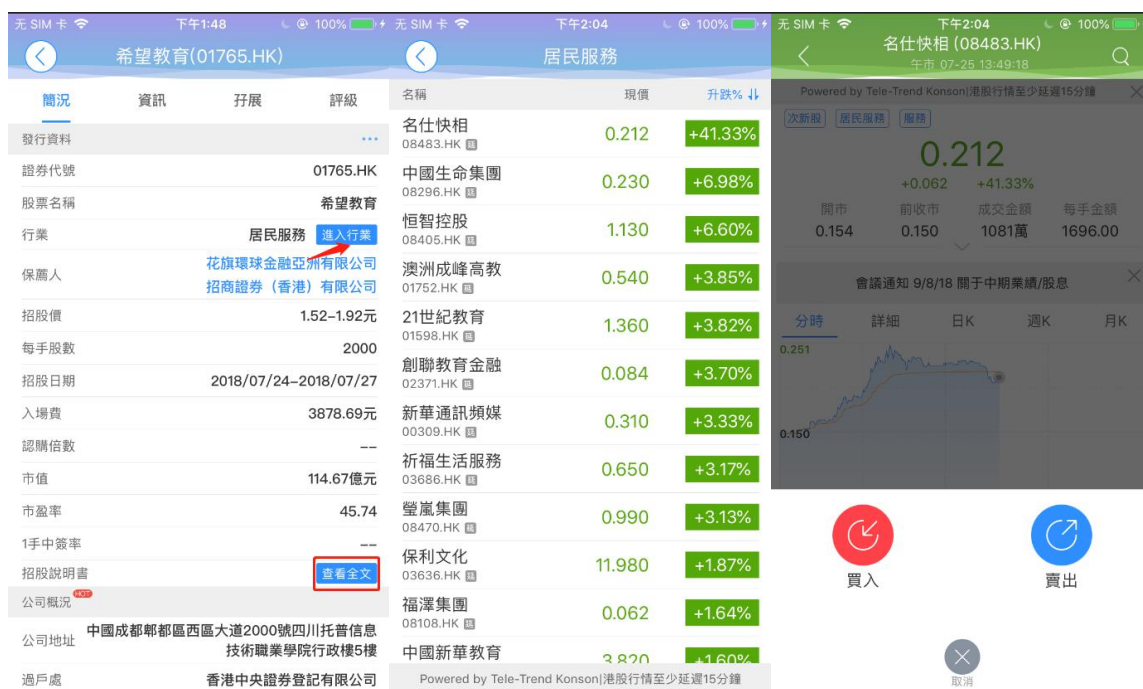 无 SIM 卡 下午1:48 100%
希望教育(01765.HK)
簡況 資訊 孖展 評級
發行資料
證券代號 01765.HK
股票名稱 希望教育
行業 居民服務 進入行業
保薦人 花旗環球金融亞洲有限公司
招商證券（香港）有限公司
招股價 1.52–1.92元
每手股數 2000
招股日期 2018/07/24–2018/07/27
入場費 3878.69元
認購倍數 --
市值 114.67億元
市盈率 45.74
1手中簽率 --
招股說明書 查看全文
公司概況 HOT
公司地址 中國成都郫都區西區大道2000號四川托普信息
技術職業學院行政樓5樓
過戶處 香港中央證券登記有限公司
无 SIM 卡 下午2:04 100%
居民服務
名稱 現價 升跌%
名仕快相 0.212 +41.33%
08483.HK 延
中國生命集團 0.230 +6.98%
08296.HK 延
恒智控股 1.130 +6.60%
08405.HK 延
澳洲成峰高教 0.540 +3.85%
01752.HK 延
21世紀教育 1.360 +3.82%
01598.HK 延
創聯教育金融 0.084 +3.70%
02371.HK 延
新華通訊頻媒 0.310 +3.33%
00309.HK 延
祈福生活服務 0.650 +3.17%
03686.HK 延
瑩嵐集團 0.990 +3.13%
08470.HK 延
保利文化 11.980 +1.87%
03636.HK 延
福澤集團 0.062 +1.64%
08108.HK 延
中國新華教育 3.820 +1.60%
Powered by Tele-Trend Konson|港股行情至少延遲15分鐘
无 SIM 卡 下午2:04 100%
名仕快相 (08483.HK)
午市 07-25 13:49:18
Powered by Tele-Trend Konson|港股行情至少延遲15分鐘
次新股 居民服務 服務
0.212
+0.062 +41.33%
開市 前收市 成交金額 每手金額
0.154 0.150 1081萬 1696.00
會議通知 9/8/18 關于中期業績/股息
分時 詳細 日K 週K 月K
0.251
0.150
買入 賣出
取消